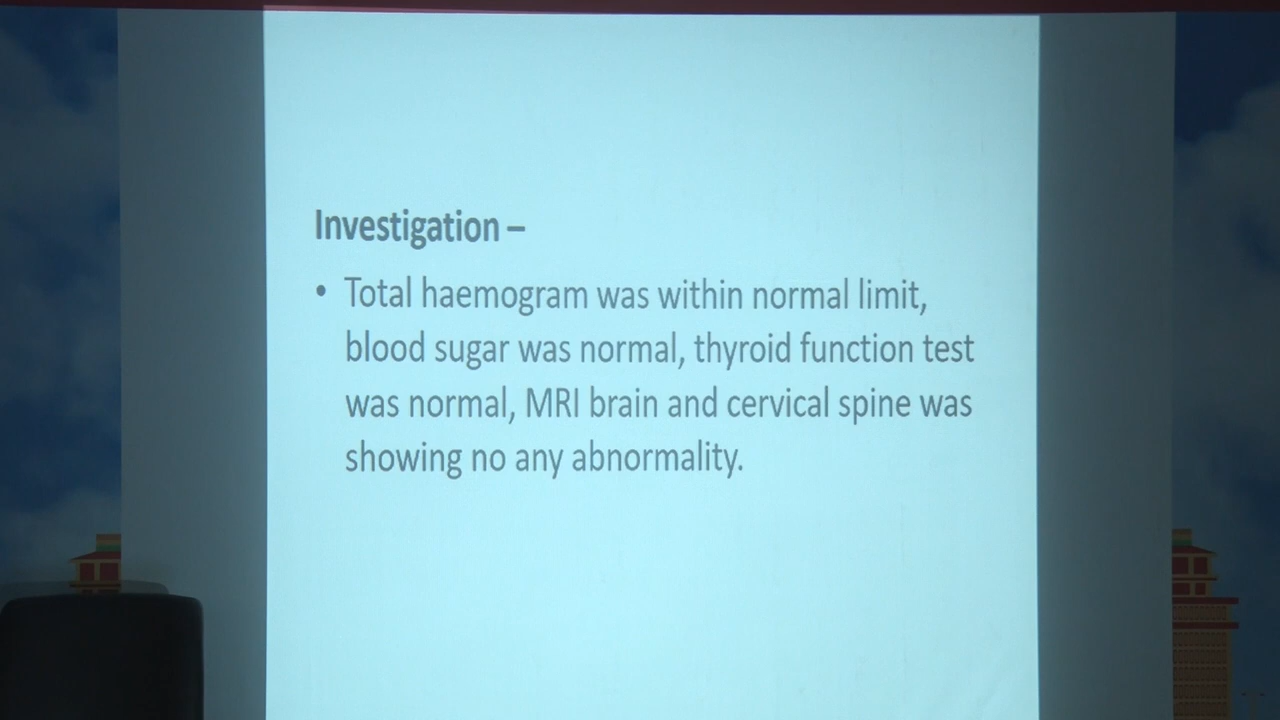 Investigation –
• Total haemogram was within normal limit,
blood sugar was normal, thyroid function test
was normal, MRI brain and cervical spine was
showing no any abnormality.